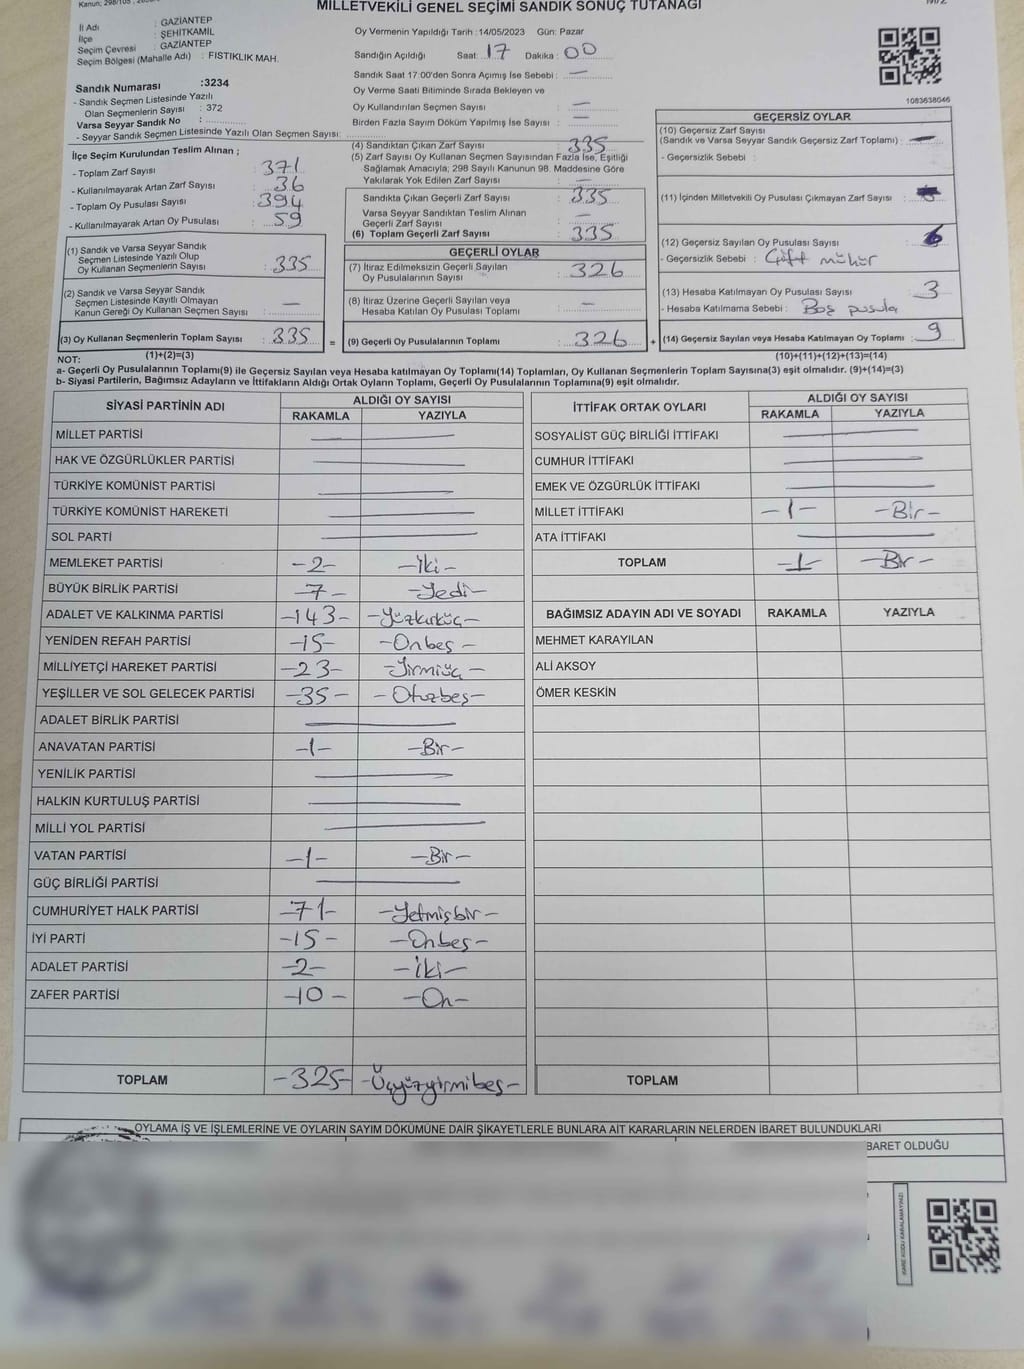 MİLLETVEKİLİ GENEL SEÇİMİ SANDIK SONUÇ TUTANAĞI
İl Adı : GAZİANTEP
İlçe : ŞEHİTKAMİL
Seçim Çevresi : GAZİANTEP
Seçim Bölgesi (Mahalle Adı) : FISTIKLIK MAH.
Sandık Numarası :3234
- Sandık Seçmen Listesinde Yazılı
Olan Seçmenlerin Sayısı : 372
Varsa Seyyar Sandık No :
- Seyyar Sandık Seçmen Listesinde Yazılı Olan Seçmen Sayısı:
İlçe Seçim Kurulundan Teslim Alınan ;
- Toplam Zarf Sayısı : 371
- Kullanılmayarak Artan Zarf Sayısı : 36
- Toplam Oy Pusulası Sayısı : 394
- Kullanılmayarak Artan Oy Pusulası : 59
Oy Vermenin Yapıldığı Tarih :14/05/2023 Gün: Pazar
Sandığın Açıldığı Saat: 17 Dakika: 00
Sandık Saat 17:00'den Sonra Açımış İse Sebebi : —
Oy Verme Saati Bitiminde Sırada Bekleyen ve
Oy Kullandırılan Seçmen Sayısı : —
Birden Fazla Sayım Döküm Yapılmış İse Sayısı : —
(4) Sandıktan Çıkan Zarf Sayısı : 335
(5) Zarf Sayısı Oy Kullanan Seçmen Sayısından Fazla İse, Eşitliği
Sağlamak Amacıyla; 298 Sayılı Kanunun 98. Maddesine Göre
Yakılarak Yok Edilen Zarf Sayısı : —
Sandıkta Çıkan Geçerli Zarf Sayısı : 335
Varsa Seyyar Sandıktan Teslim Alınan
Geçerli Zarf Sayısı : —
(6) Toplam Geçerli Zarf Sayısı : 335
1083638046
GEÇERSİZ OYLAR
(10) Geçersiz Zarf Sayısı
(Sandık ve Varsa Seyyar Sandık Geçersiz Zarf Toplamı) : —
- Geçersizlik Sebebi :
(11) İçinden Milletvekili Oy Pusulası Çıkmayan Zarf Sayısı :
(12) Geçersiz Sayılan Oy Pusulası Sayısı : 6
- Geçersizlik Sebebi : Çift mühür
(13) Hesaba Katılmayan Oy Pusulası Sayısı : 3
- Hesaba Katılmama Sebebi : Boş pusula
(14) Geçersiz Sayılan veya Hesaba Katılmayan Oy Toplamı : 9
(10)+(11)+(12)+(13)=(14)
(1) Sandık ve Varsa Seyyar Sandık
Seçmen Listesinde Yazılı Olup
Oy Kullanan Seçmenlerin Sayısı : 335
(2) Sandık ve Varsa Seyyar Sandık
Seçmen Listesinde Kayıtlı Olmayan
Kanun Gereği Oy Kullanan Seçmen Sayısı : —
(3) Oy Kullanan Seçmenlerin Toplam Sayısı : 335 =
GEÇERLİ OYLAR
(7) İtiraz Edilmeksizin Geçerli Sayılan
Oy Pusulalarının Sayısı : 326
(8) İtiraz Üzerine Geçerli Sayılan veya
Hesaba Katılan Oy Pusulası Toplamı : —
(9) Geçerli Oy Pusulalarının Toplamı : 326 +
NOT: (1)+(2)=(3)
a- Geçerli Oy Pusulalarının Toplamı(9) ile Geçersiz Sayılan veya Hesaba katılmayan Oy Toplamı(14) Toplamları, Oy Kullanan Seçmenlerin Toplam Sayısına(3) eşit olmalıdır. (9)+(14)=(3)
b- Siyasi Partilerin, Bağımsız Adayların ve İttifakların Aldığı Ortak Oyların Toplamı, Geçerli Oy Pusulalarının Toplamına(9) eşit olmalıdır.
SİYASİ PARTİNİN ADI ALDIĞI OY SAYISI
RAKAMLA YAZIYLA
MİLLET PARTİSİ —
HAK VE ÖZGÜRLÜKLER PARTİSİ —
TÜRKİYE KOMÜNİST PARTİSİ —
TÜRKİYE KOMÜNİST HAREKETİ —
SOL PARTİ —
MEMLEKET PARTİSİ -2- -İki-
BÜYÜK BİRLİK PARTİSİ -7- -Yedi-
ADALET VE KALKINMA PARTİSİ -143- -Yüzkırküç-
YENİDEN REFAH PARTİSİ -15- -Onbeş-
MİLLİYETÇİ HAREKET PARTİSİ -23- -Yirmiüç-
YEŞİLLER VE SOL GELECEK PARTİSİ -35- -Otuzbeş-
ADALET BİRLİK PARTİSİ —
ANAVATAN PARTİSİ -1- -Bir-
YENİLİK PARTİSİ —
HALKIN KURTULUŞ PARTİSİ —
MİLLİ YOL PARTİSİ —
VATAN PARTİSİ -1- -Bir-
GÜÇ BİRLİĞİ PARTİSİ —
CUMHURİYET HALK PARTİSİ -71- -Yetmişbir-
İYİ PARTİ -15- -Onbeş-
ADALET PARTİSİ -2- -İki-
ZAFER PARTİSİ -10- -On-
TOPLAM -325- -Üçyüzyirmibeş-
İTTİFAK ORTAK OYLARI ALDIĞI OY SAYISI
RAKAMLA YAZIYLA
SOSYALİST GÜÇ BİRLİĞİ İTTİFAKI —
CUMHUR İTTİFAKI —
EMEK VE ÖZGÜRLÜK İTTİFAKI —
MİLLET İTTİFAKI -1- -Bir-
ATA İTTİFAKI —
TOPLAM -1- -Bir-
BAĞIMSIZ ADAYIN ADI VE SOYADI RAKAMLA YAZIYLA
MEHMET KARAYILAN
ALİ AKSOY
ÖMER KESKİN
TOPLAM
OYLAMA İŞ VE İŞLEMLERİNE VE OYLARIN SAYIM DÖKÜMÜNE DAİR ŞİKAYETLERLE BUNLARA AİT KARARLARIN NELERDEN İBARET BULUNDUKLARI
BARET OLDUĞU
KARE KODU KARALAMAYINIZ!